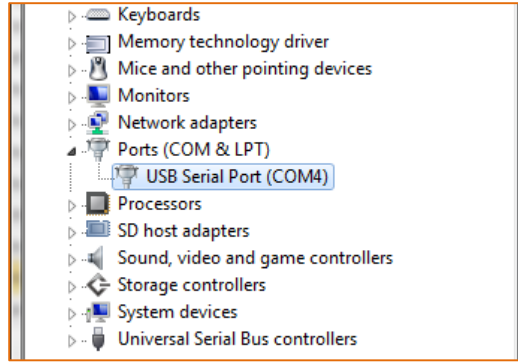 Keyboards
Memory technology driver
Mice and other pointing devices
Monitors
Network adapters
Ports (COM & LPT)
USB Serial Port (COM4)
Processors
SD host adapters
Sound, video and game controllers
Storage controllers
System devices
Universal Serial Bus controllers